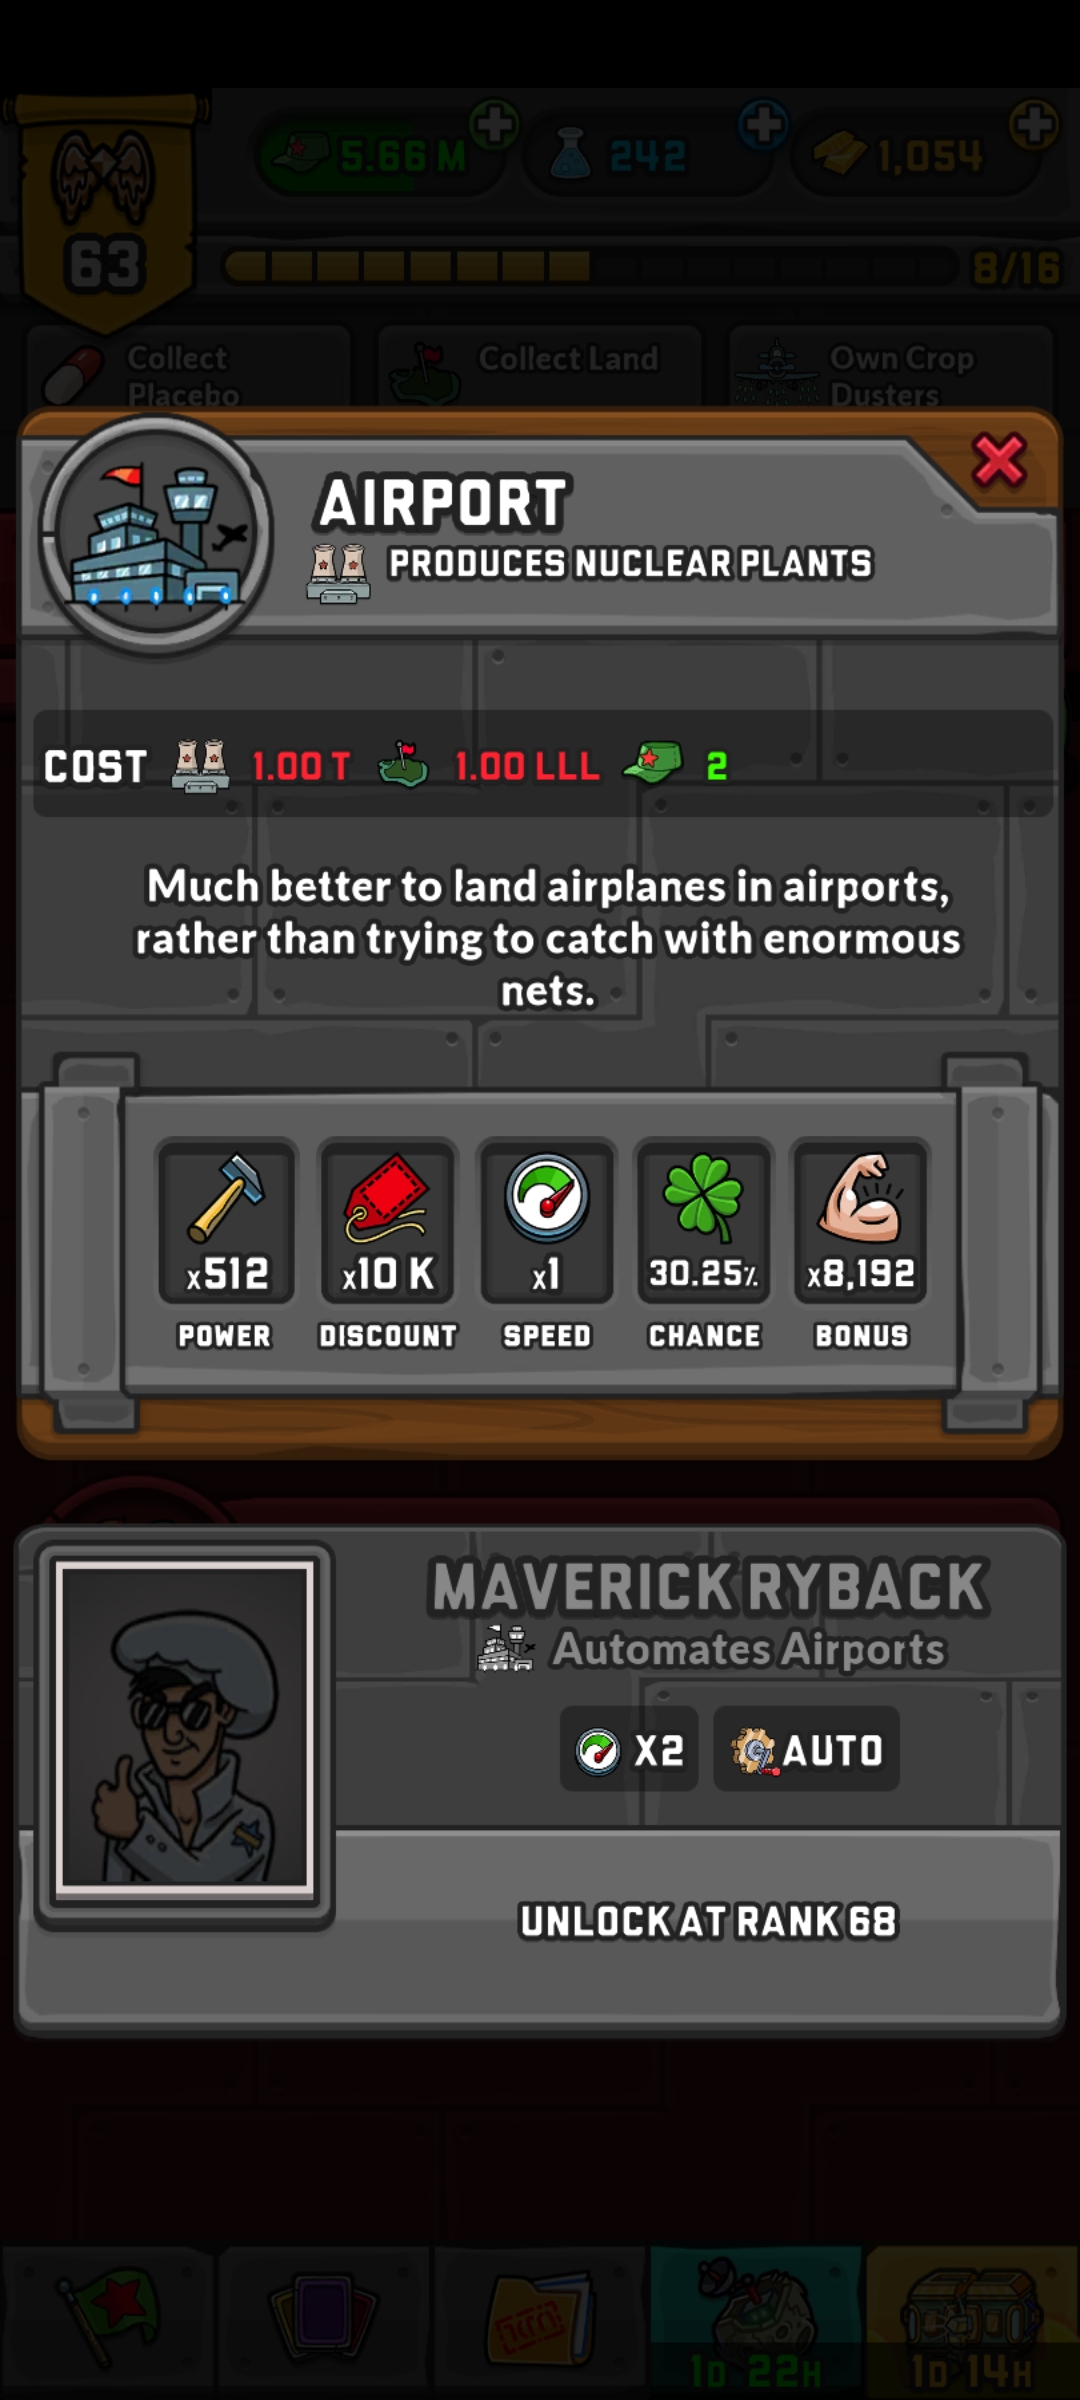 5.66 M
242
1,054
63
8/16
Collect Placebo
Collect Land
Own Crop Dusters
AIRPORT
PRODUCES NUCLEAR PLANTS
COST 1.00 T 1.00 LLL 2
Much better to land airplanes in airports,
rather than trying to catch with enormous
nets.
x512 x10 K x1 30.25% x8,192
POWER DISCOUNT SPEED CHANCE BONUS
MAVERICK RYBACK
Automates Airports
X2 AUTO
UNLOCK AT RANK 68
1D 22H 1D 14H